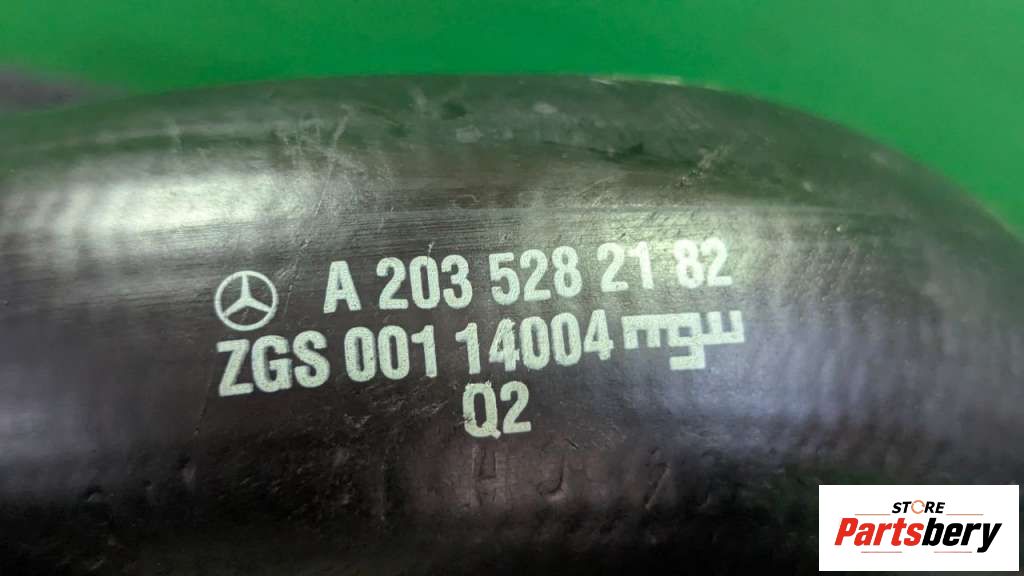 A 203 528 21 82
ZGS 001 14004 mgw
Q2
STORE
Partsbery